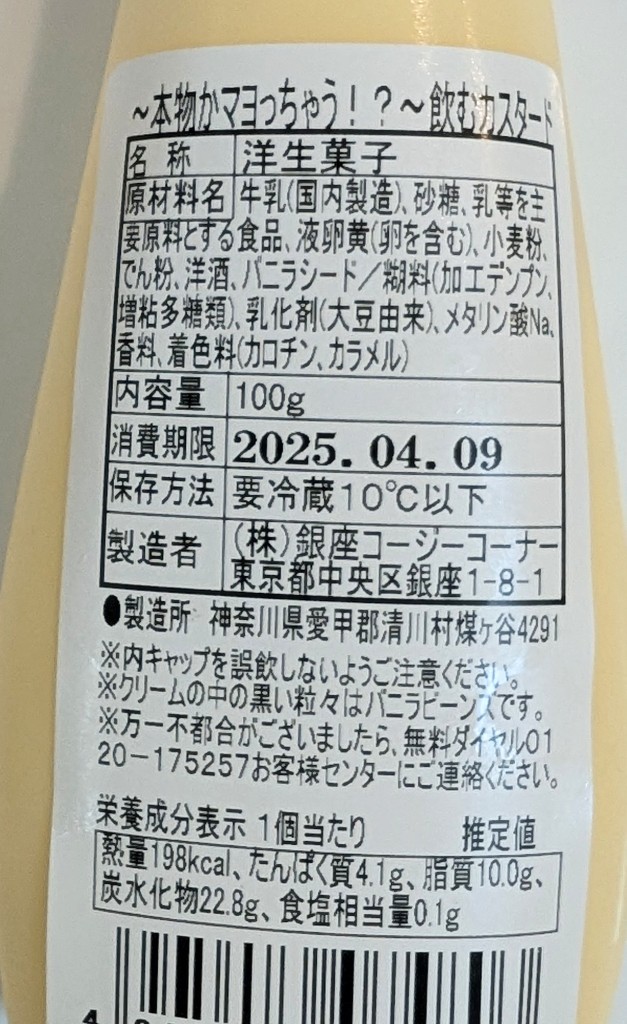 ～本物かマヨっちゃう！？～飲むカスタード
名 称 洋生菓子
原材料名 牛乳(国内製造)、砂糖、乳等を主
要原料とする食品、液卵黄(卵を含む)、小麦粉、
でん粉、洋酒、バニラシード／糊料(加工デンプン、
増粘多糖類)、乳化剤(大豆由来)、メタリン酸Na、
香料、着色料(カロチン、カラメル)
内容量 100g
消費期限 2025.04.09
保存方法 要冷蔵10℃以下
製造者 (株)銀座コージーコーナー
東京都中央区銀座1-8-1
●製造所 神奈川県愛甲郡清川村煤ヶ谷4291
※内キャップを誤飲しないようご注意ください。
※クリームの中の黒い粒々はバニラビーンズです。
※万一不都合がございましたら、無料ダイヤル01
20-175257お客様センターにご連絡ください。
栄養成分表示 1個当たり 推定値
熱量198kcal、たんぱく質4.1g、脂質10.0g、
炭水化物22.8g、食塩相当量0.1g
4